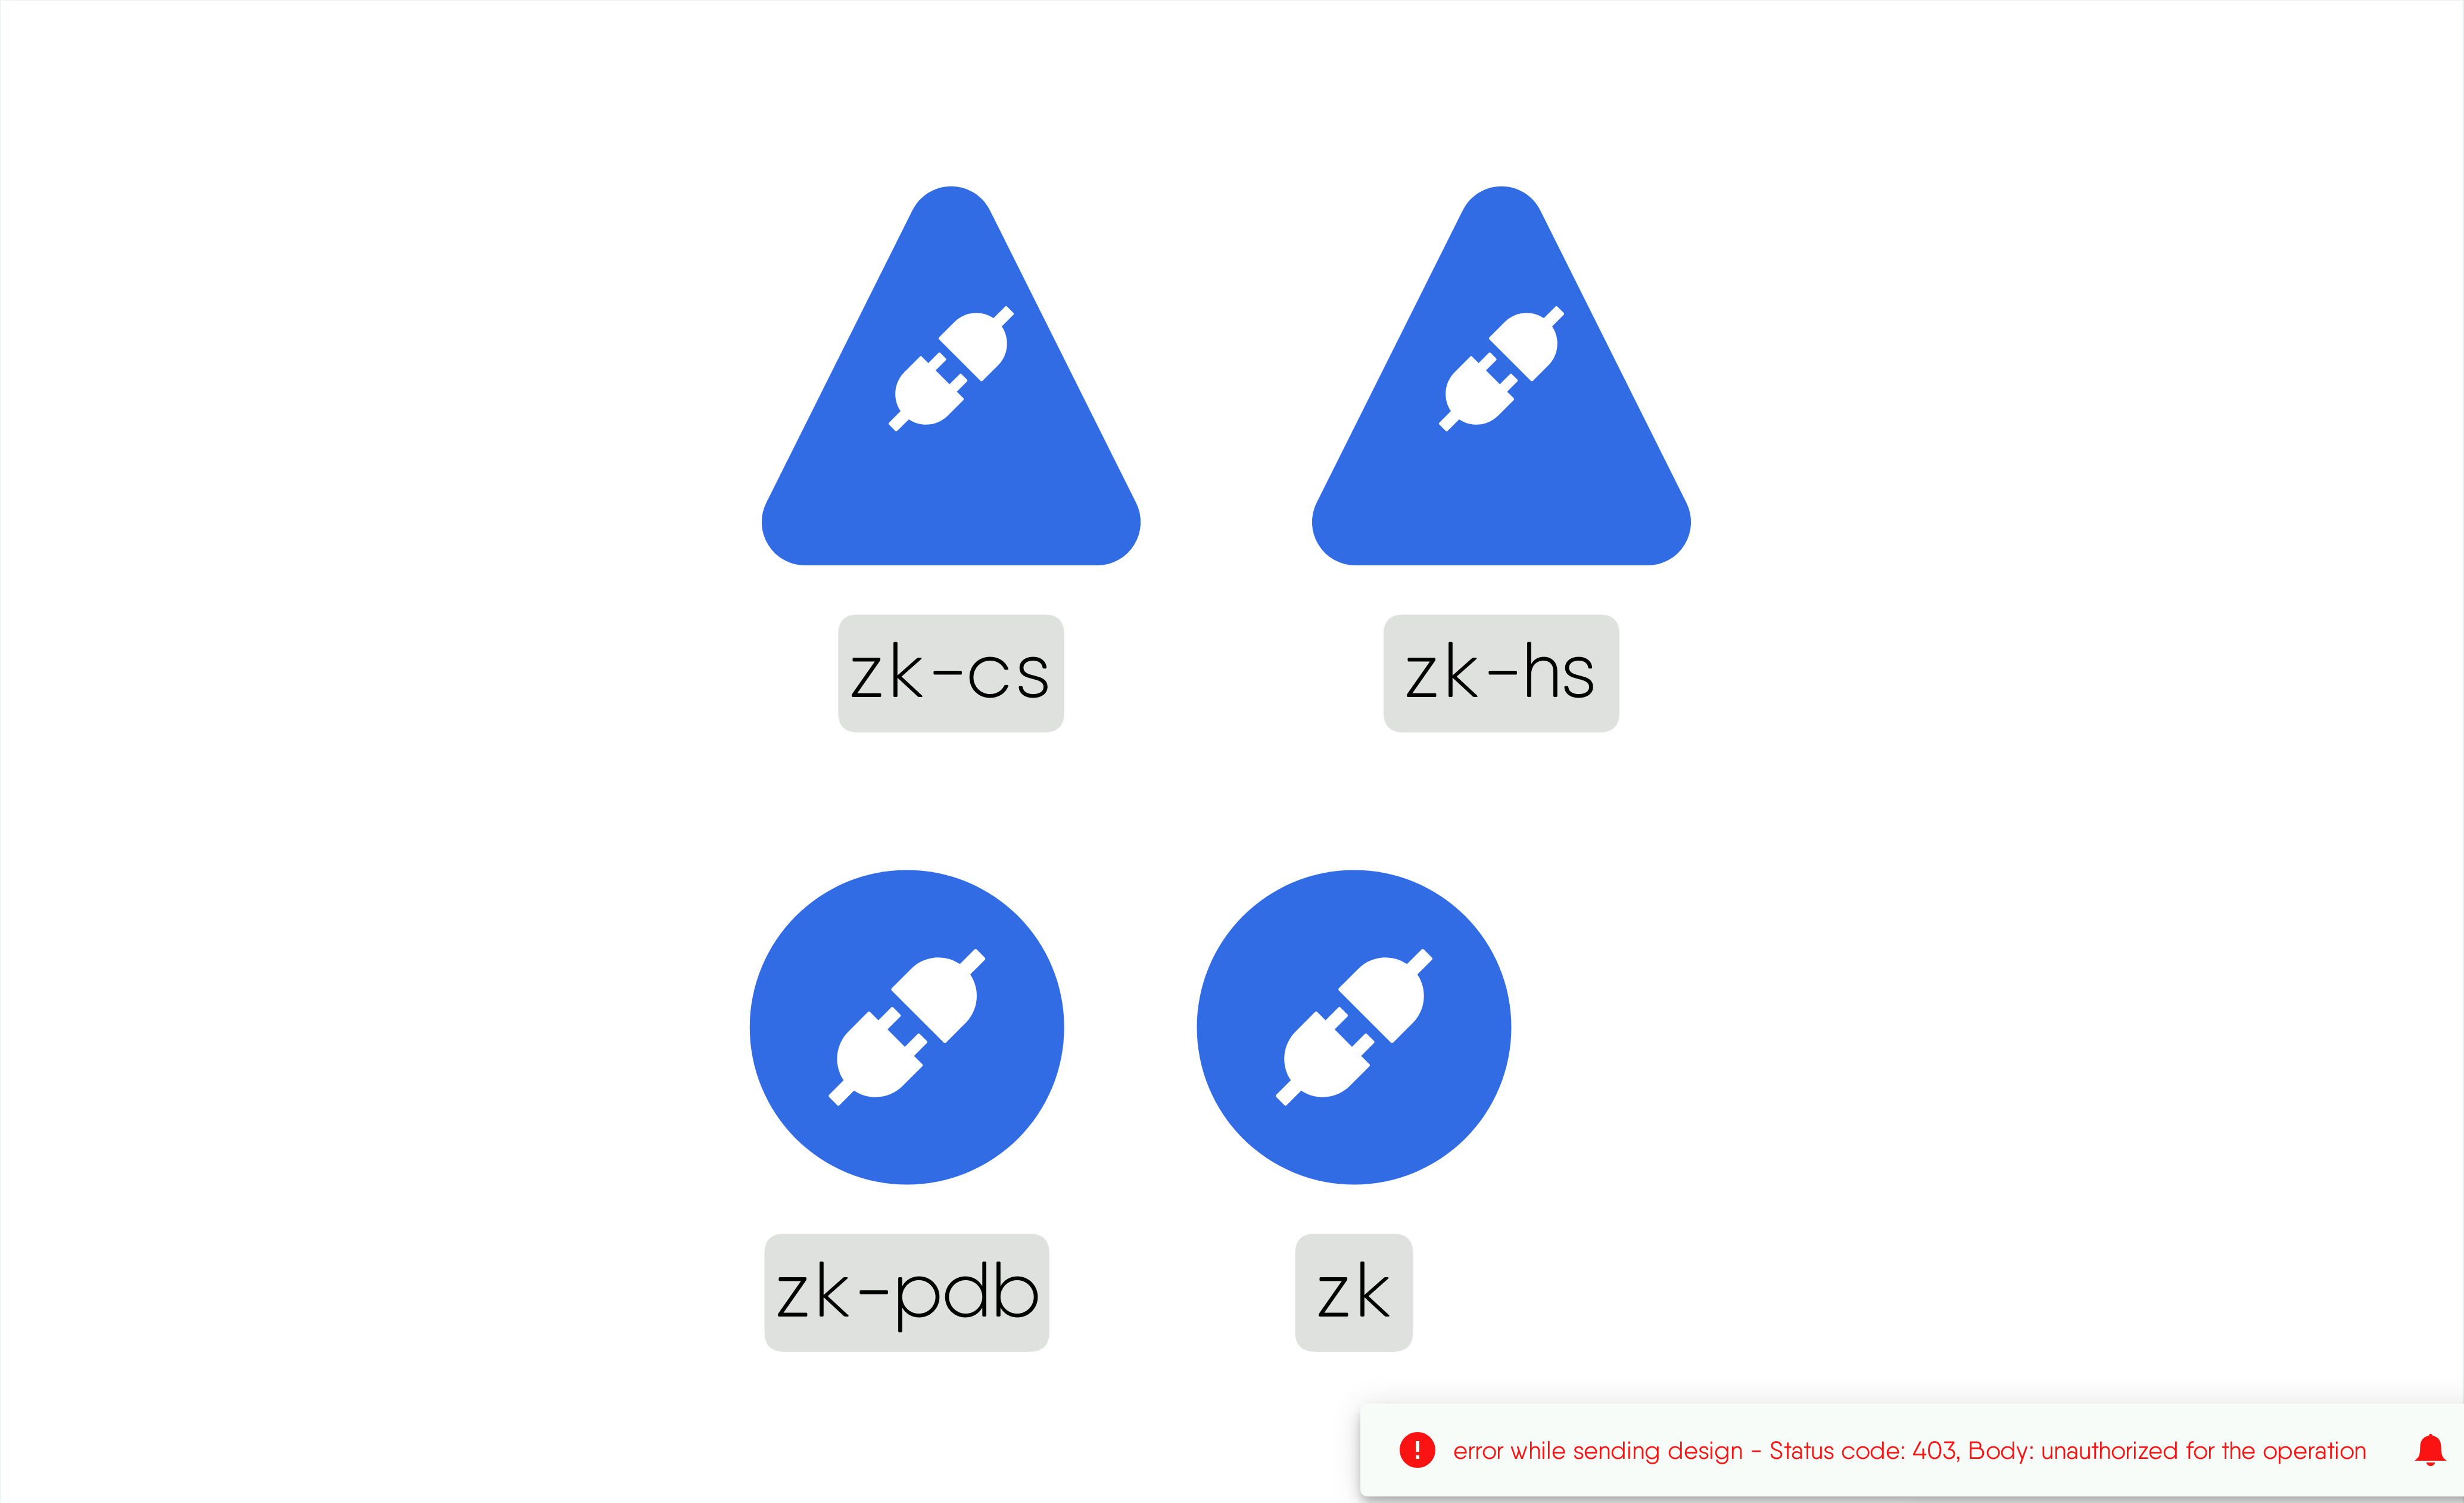 zk-cs
zk-hs
zk-pdb
zk
error while sending design - Status code: 403, Body: unauthorized for the operation